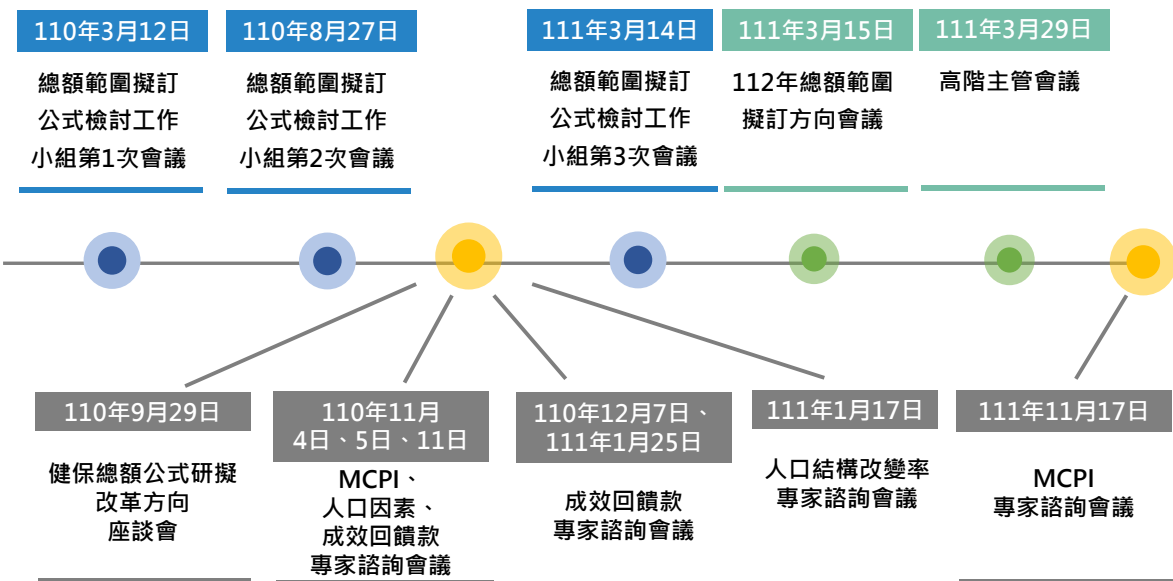 110年3月12日
總額範圍擬訂
公式檢討工作
小組第1次會議
110年8月27日
總額範圍擬訂
公式檢討工作
小組第2次會議
111年3月14日
總額範圍擬訂
公式檢討工作
小組第3次會議
111年3月15日
112年總額範圍
擬訂方向會議
111年3月29日
高階主管會議
110年9月29日
健保總額公式研擬
改革方向
座談會
110年11月
4日、5日、11日
MCPI、
人口因素、
成效回饋款
專家諮詢會議
110年12月7日、
111年1月25日
成效回饋款
專家諮詢會議
111年1月17日
人口結構改變率
專家諮詢會議
111年11月17日
MCPI
專家諮詢會議